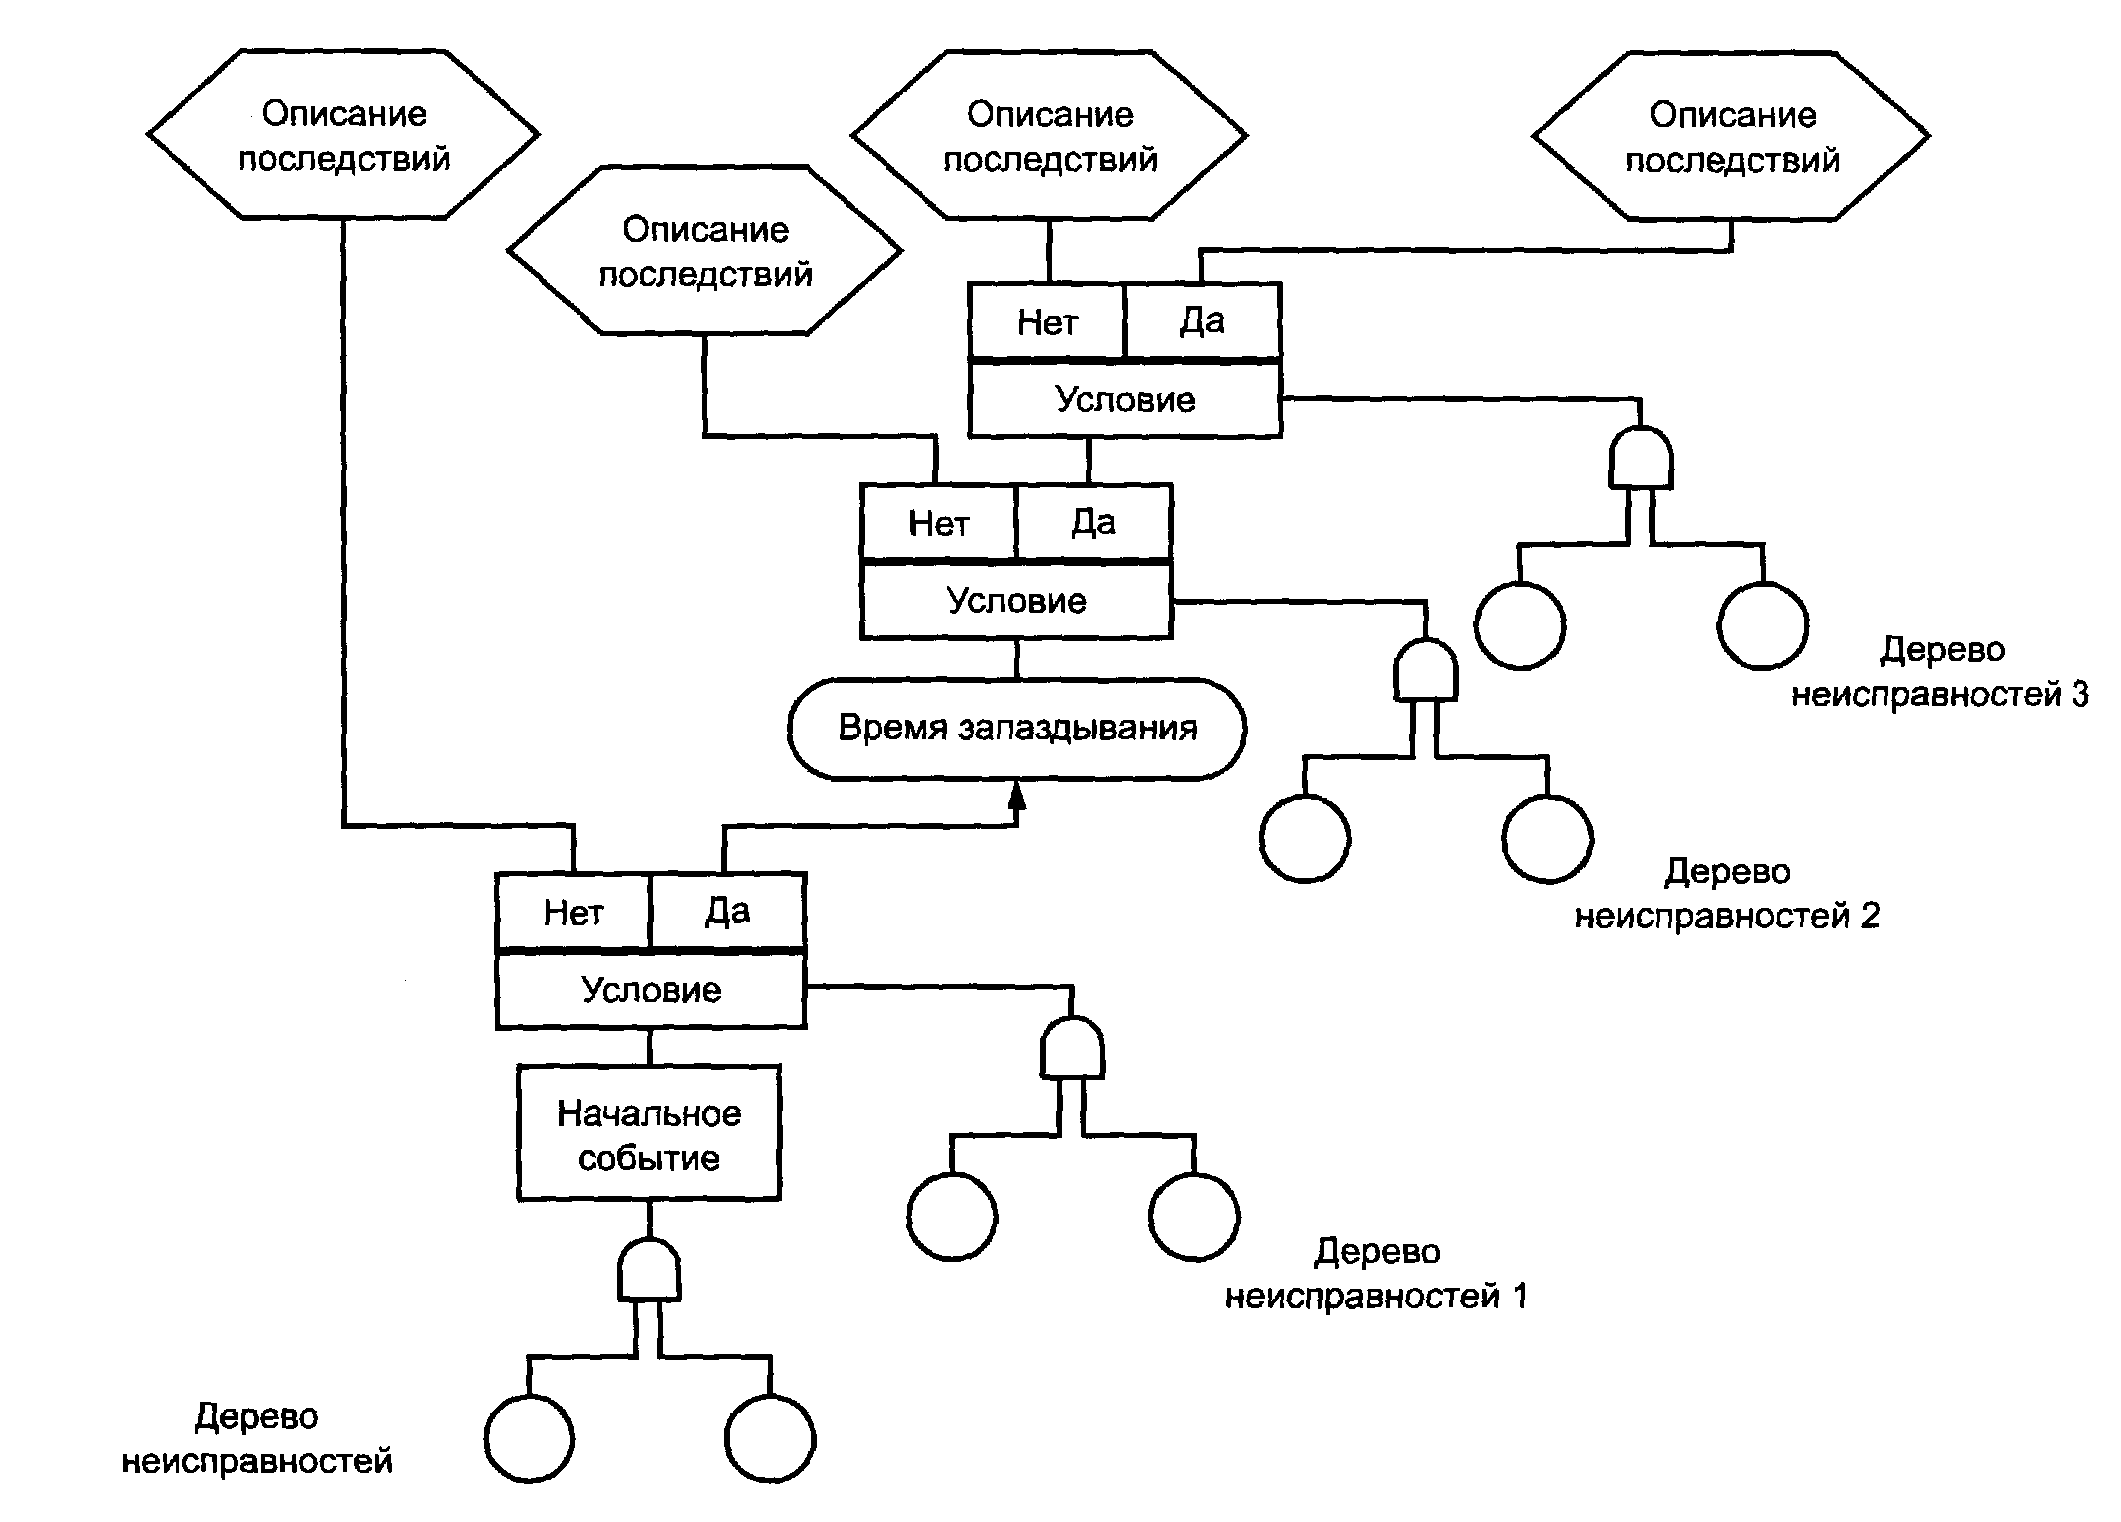 Описание
последствий
Описание
последствий
Описание
последствий
Описание
последствий
Нет
Да
Условие
Нет
Да
Условие
Дерево
неисправностей 3
Время запаздывания
Дерево
неисправностей 2
Нет
Да
Условие
Начальное
событие
Дерево
неисправностей 1
Дерево
неисправностей